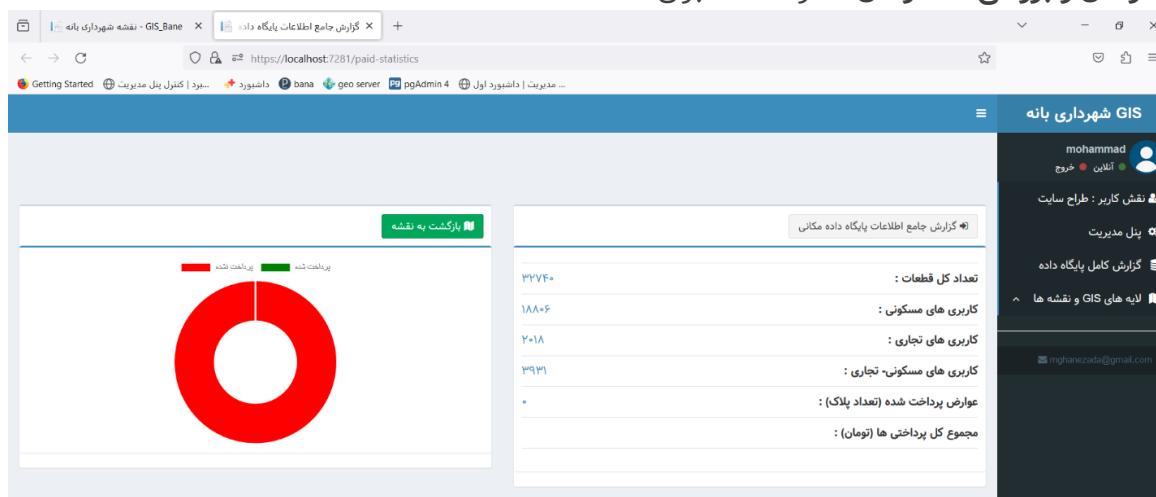 گزارش جامع اطلاعات پایگاه داده
GIS_Bane - نقشه شهرداری بانه
https://localhost:7281/paid-statistics
Getting Started
داشبورد
bana
geo server
pgAdmin 4
مدیریت | داشبورد اول ...
GIS شهرداری بانه
mohammad
آنلاین
خروج
نقش کاربر : طراح سایت
پنل مدیریت
گزارش کامل پایگاه داده
لایه های GIS و نقشه ها
mghanezada@gmail.com
گزارش جامع اطلاعات پایگاه داده مکانی
تعداد کل قطعات : ۳۲۷۴۰
کاربری های مسکونی : ۱۸۸۰۶
کاربری های تجاری : ۲۰۱۸
کاربری های مسکونی- تجاری : ۳۹۳۱
عوارض پرداخت شده (تعداد پلاک) : ۰
مجموع کل پرداختی ها (تومان) :
بازگشت به نقشه
پرداخت شده
پرداخت نشده